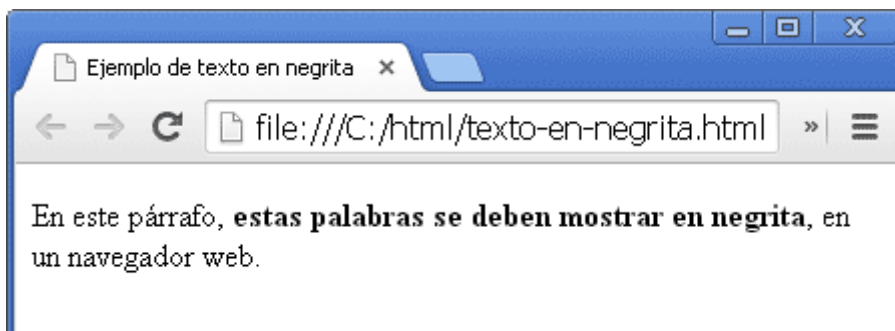 Ejemplo de texto en negrita
file:///C:/html/texto-en-negrita.html
En este párrafo, estas palabras se deben mostrar en negrita, en
un navegador web.